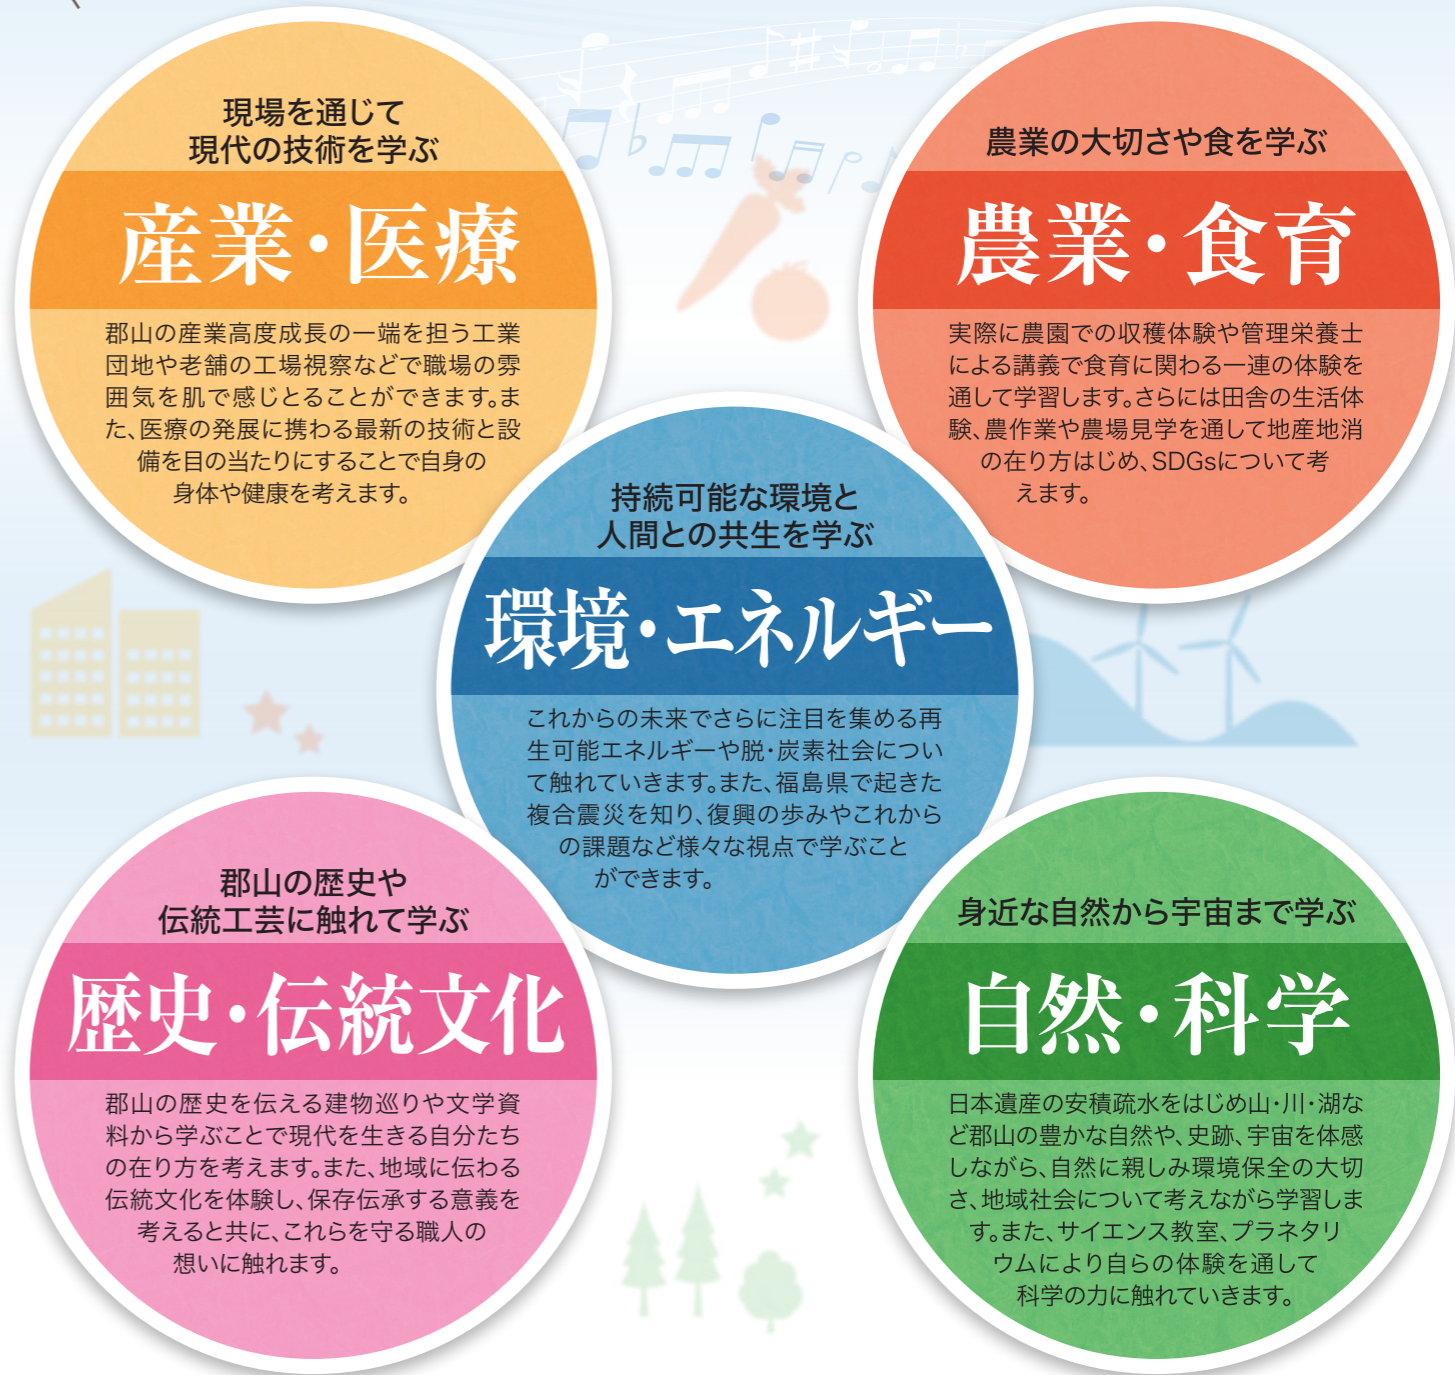 現場を通じて
現代の技術を学ぶ
産業・医療
郡山の産業高度成長の一端を担う工業
団地や老舗の工場視察などで職場の雰
囲気を肌で感じとることができます。ま
た、医療の発展に携わる最新の技術と設
備を目の当たりにすることで自身の
身体や健康を考えます。
農業の大切さや食を学ぶ
農業・食育
実際に農園での収穫体験や管理栄養士
による講義で食育に関わる一連の体験を
通して学習します。さらには田舎の生活体
験、農作業や農場見学を通して地産地消
の在り方はじめ、SDGsについて考
えます。
持続可能な環境と
人間との共生を学ぶ
環境・エネルギー
これからの未来でさらに注目を集める再
生可能エネルギーや脱・炭素社会につい
て触れていきます。また、福島県で起きた
複合震災を知り、復興の歩みやこれから
の課題など様々な視点で学ぶこと
ができます。
郡山の歴史や
伝統工芸に触れて学ぶ
歴史・伝統文化
郡山の歴史を伝える建物巡りや文学資
料から学ぶことで現代を生きる自分たち
の在り方を考えます。また、地域に伝わる
伝統文化を体験し、保存伝承する意義を
考えると共に、これらを守る職人の
想いに触れます。
身近な自然から宇宙まで学ぶ
自然・科学
日本遺産の安積疏水をはじめ山・川・湖な
ど郡山の豊かな自然や、史跡、宇宙を体感
しながら、自然に親しみ環境保全の大切
さ、地域社会について考えながら学習しま
す。また、サイエンス教室、プラネタリ
ウムにより自らの体験を通して
科学の力に触れていきます。